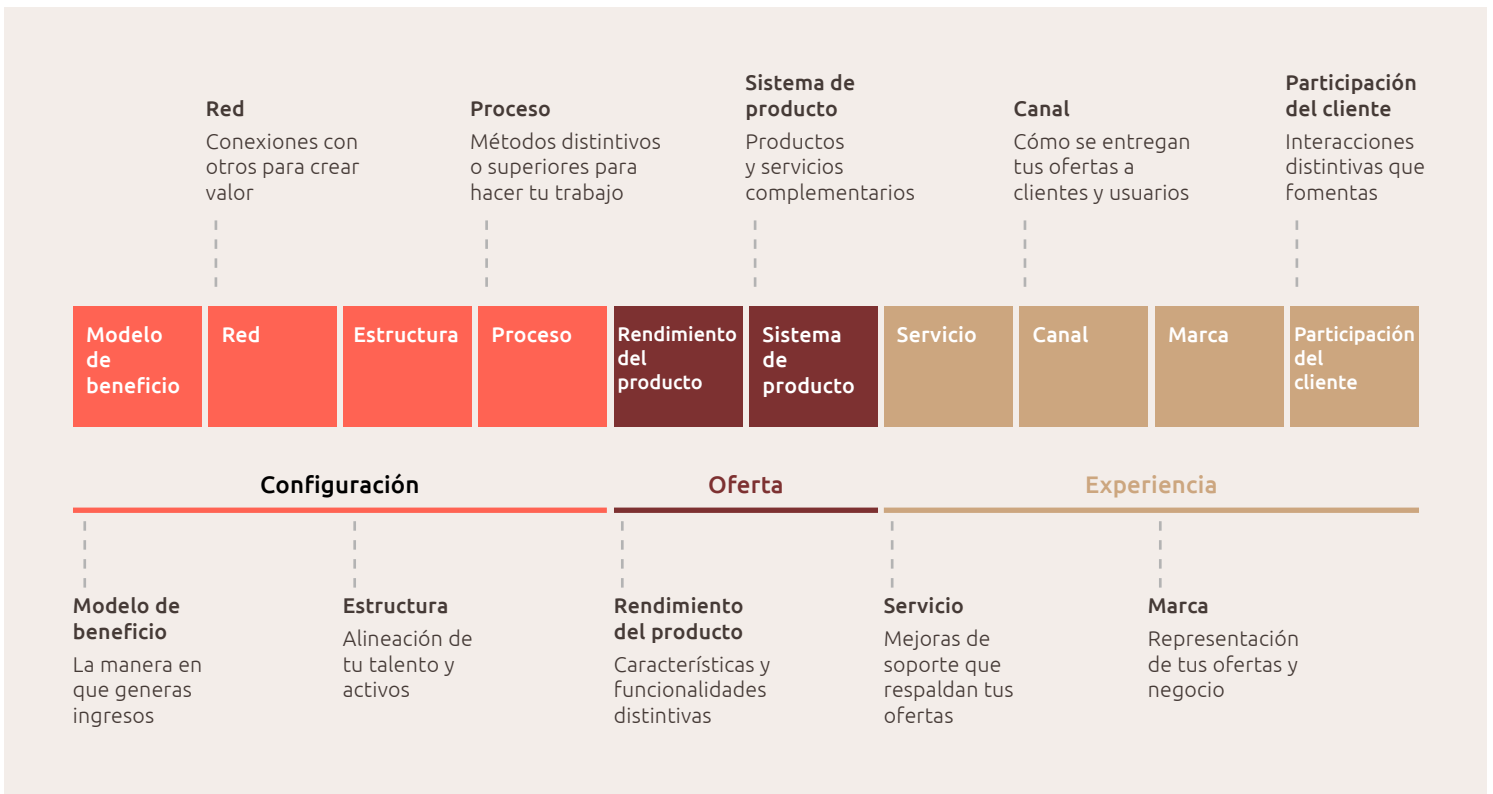 Red
Conexiones con
otros para crear
valor
Proceso
Métodos distintivos
o superiores para
hacer tu trabajo
Sistema de
producto
Productos
y servicios
complementarios
Canal
Cómo se entregan
tus ofertas a
clientes y usuarios
Participación
del cliente
Interacciones
distintivas que
fomentas
Modelo
de
beneficio
Red
Estructura
Proceso
Rendimiento
del
producto
Sistema
de
producto
Servicio
Canal
Marca
Participación
del
cliente
Configuración
Oferta
Experiencia
Modelo de
beneficio
La manera en
que generas
ingresos
Estructura
Alineación de
tu talento y
activos
Rendimiento
del producto
Características y
funcionalidades
distintivas
Servicio
Mejoras de
soporte que
respaldan tus
ofertas
Marca
Representación
de tus ofertas y
negocio